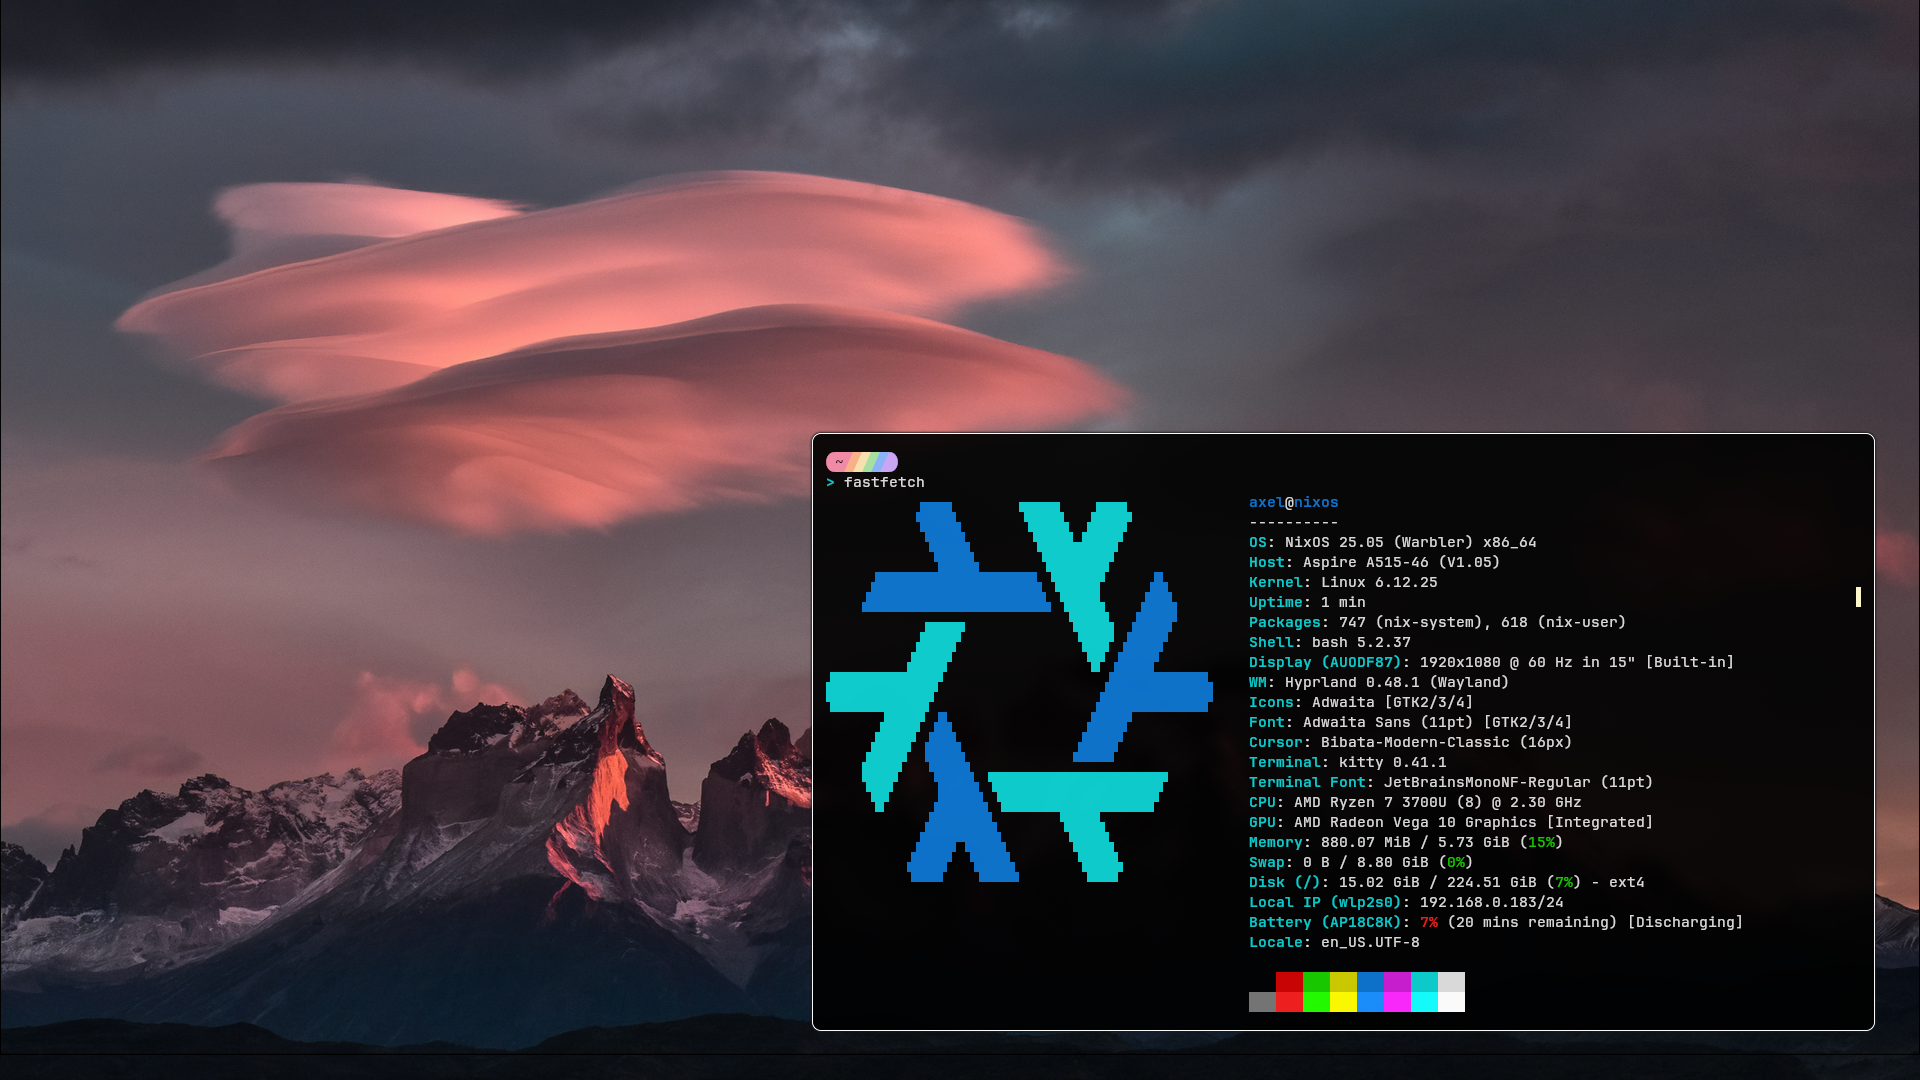 ~
> fastfetch
axel@nixos
----------
OS: NixOS 25.05 (Warbler) x86_64
Host: Aspire A515-46 (V1.05)
Kernel: Linux 6.12.25
Uptime: 1 min
Packages: 747 (nix-system), 618 (nix-user)
Shell: bash 5.2.37
Display (AUODF87): 1920x1080 @ 60 Hz in 15" [Built-in]
WM: Hyprland 0.48.1 (Wayland)
Icons: Adwaita [GTK2/3/4]
Font: Adwaita Sans (11pt) [GTK2/3/4]
Cursor: Bibata-Modern-Classic (16px)
Terminal: kitty 0.41.1
Terminal Font: JetBrainsMonoNF-Regular (11pt)
CPU: AMD Ryzen 7 3700U (8) @ 2.30 GHz
GPU: AMD Radeon Vega 10 Graphics [Integrated]
Memory: 880.07 MiB / 5.73 GiB (15%)
Swap: 0 B / 8.80 GiB (0%)
Disk (/): 15.02 GiB / 224.51 GiB (7%) - ext4
Local IP (wlp2s0): 192.168.0.183/24
Battery (AP18C8K): 7% (20 mins remaining) [Discharging]
Locale: en_US.UTF-8